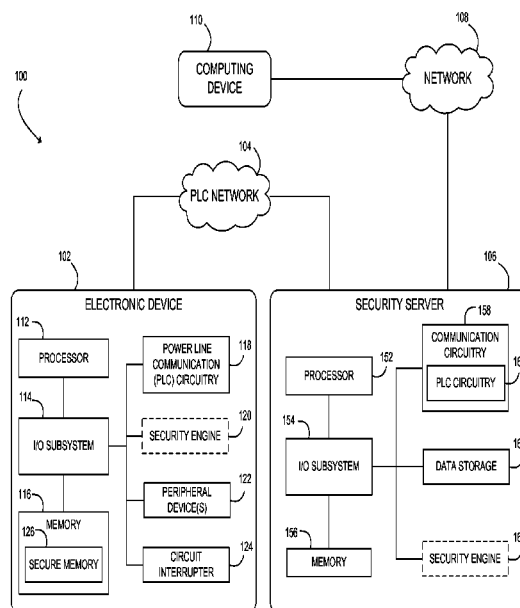 110
108
COMPUTING
DEVICE
NETWORK
100
104
PLC NETWORK
102
106
ELECTRONIC DEVICE
SECURITY SERVER
112
PROCESSOR
118
POWER LINE
COMMUNICATION
(PLC) CIRCUITRY
158
COMMUNICATION
CIRCUITRY
PLC CIRCUITRY
152
PROCESSOR
114
I/O SUBSYSTEM
120
SECURITY ENGINE
154
I/O SUBSYSTEM
DATA STORAGE
116
MEMORY
126
SECURE MEMORY
122
PERIPHERAL
DEVICE(S)
124
CIRCUIT
INTERRUPTER
156
MEMORY
SECURITY ENGINE